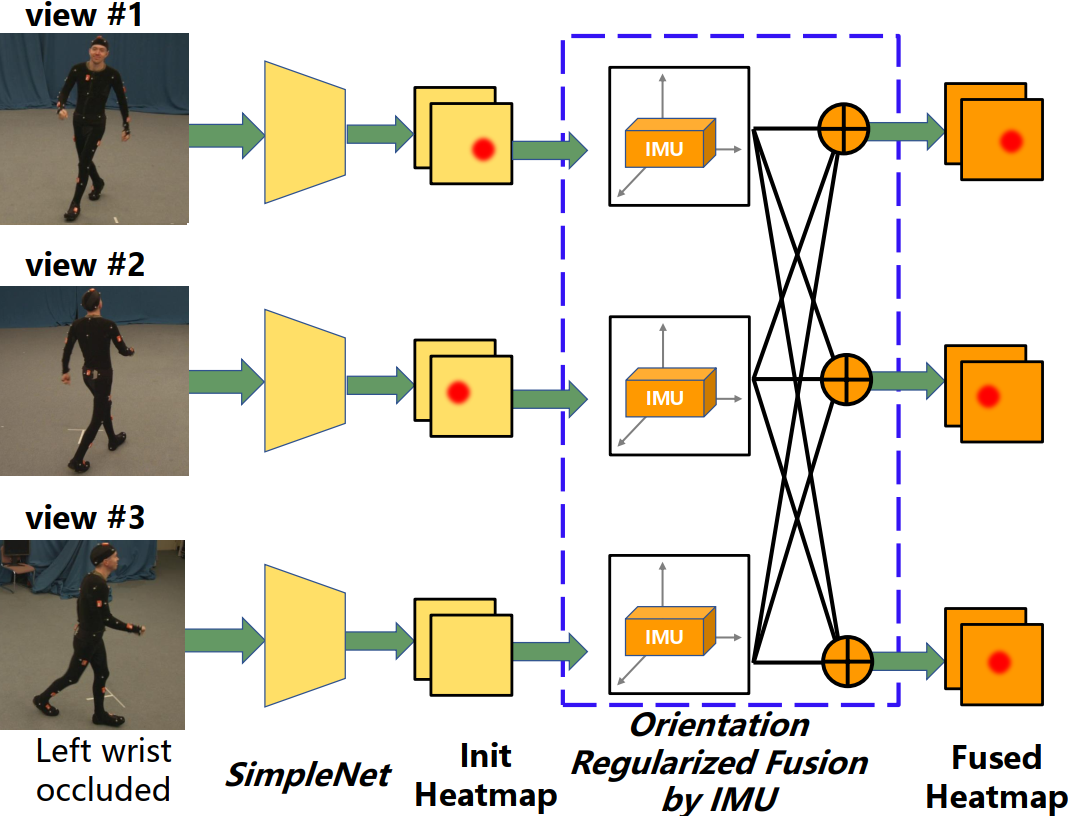 view #1
IMU
view #2
IMU
view #3
IMU
Left wrist
occluded
SimpleNet
Init
Heatmap
Orientation
Regularized Fusion
by IMU
Fused
Heatmap